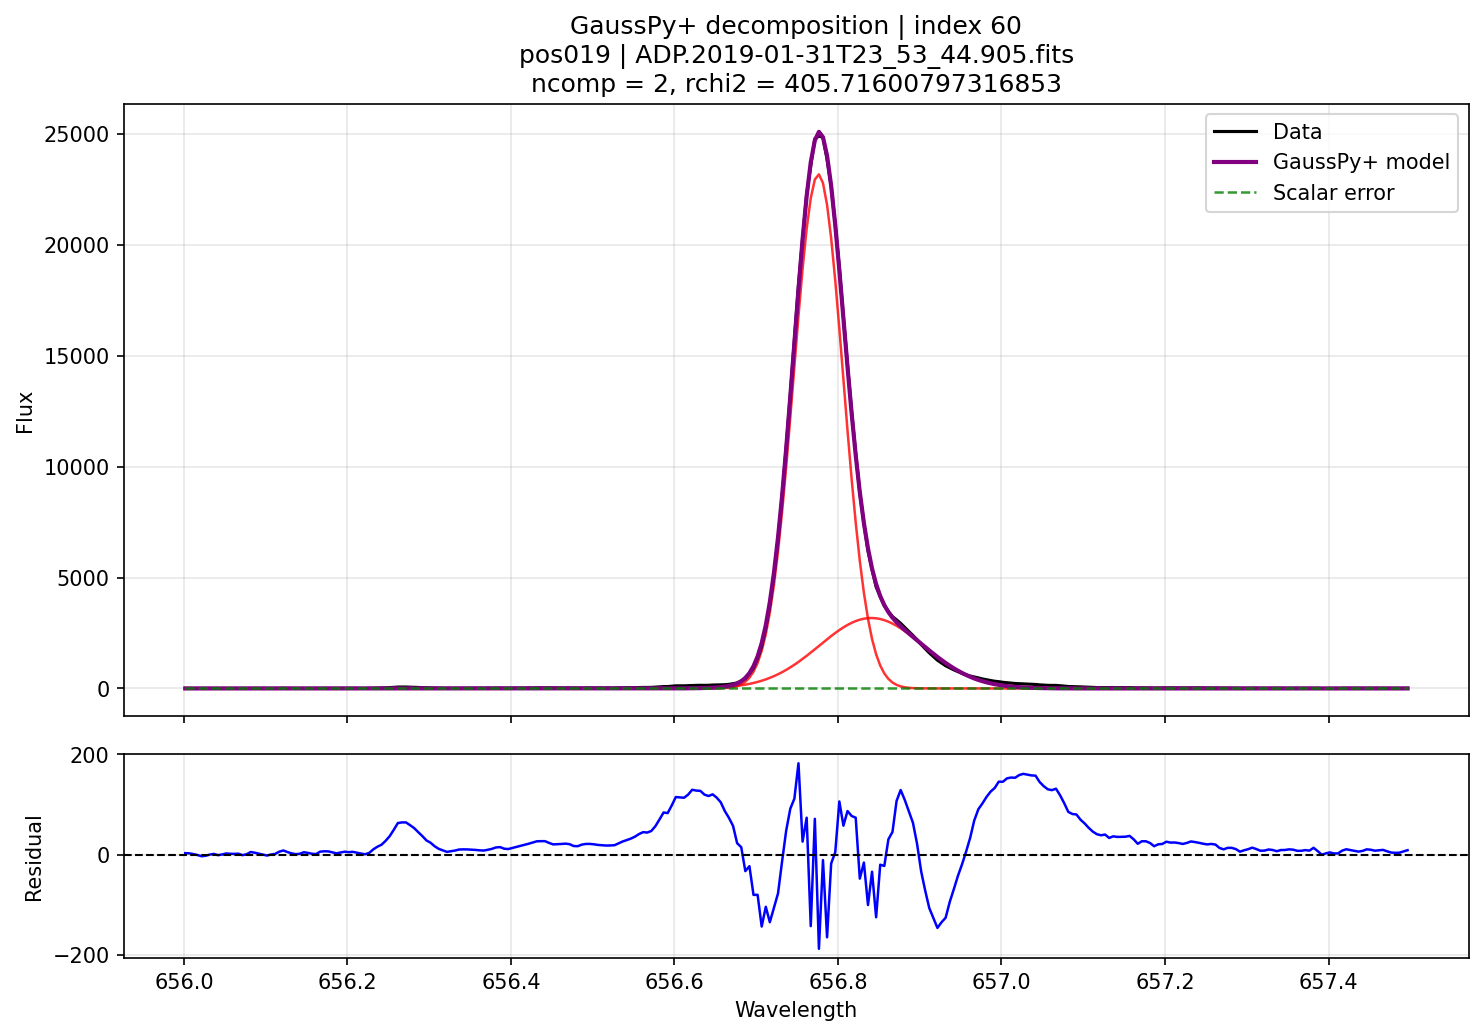 GaussPy+ decomposition | index 60
pos019 | ADP.2019-01-31T23_53_44.905.fits
ncomp = 2, rchi2 = 405.71600797316853
Data
GaussPy+ model
Scalar error
Flux
25000
20000
15000
10000
5000
0
Residual
200
0
−200
656.0 656.2 656.4 656.6 656.8 657.0 657.2 657.4
Wavelength